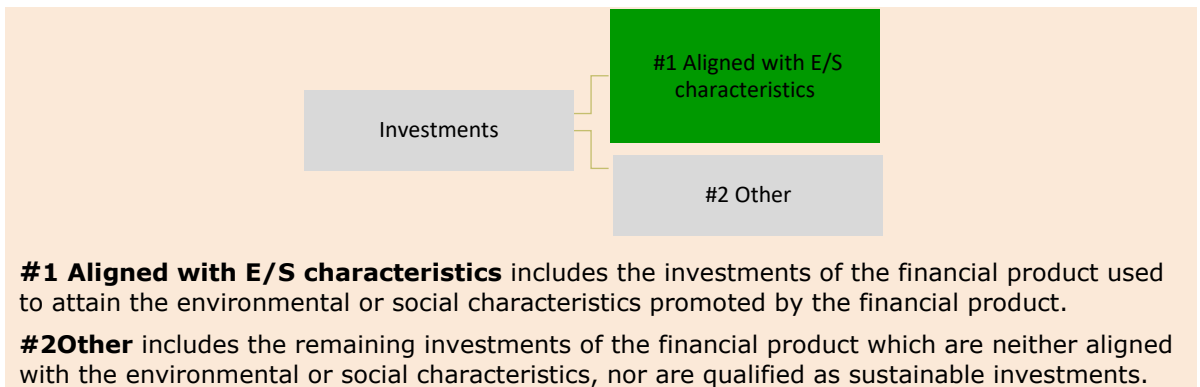 #1 Aligned with E/S
characteristics
Investments
#2 Other
#1 Aligned with E/S characteristics includes the investments of the financial product used
to attain the environmental or social characteristics promoted by the financial product.
#2Other includes the remaining investments of the financial product which are neither aligned
with the environmental or social characteristics, nor are qualified as sustainable investments.